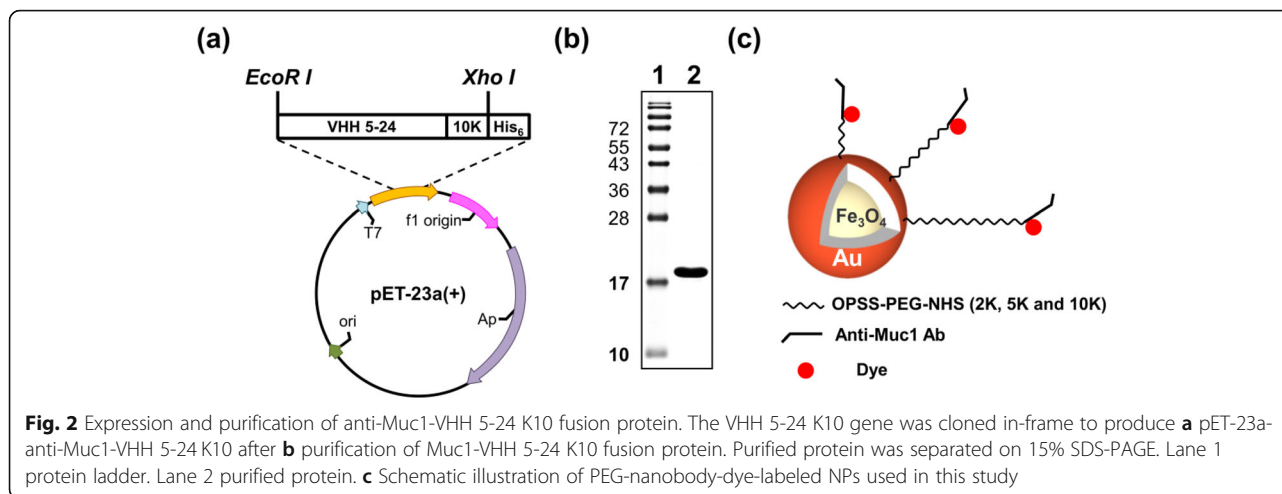 (a)
EcoR I
Xho I
VHH 5-24 10K His₆
T7
f1 origin
pET-23a(+)
Ap
ori
(b)
1 2
72
55
43
36
28
17
10
(c)
Fe₃O₄
Au
OPSS-PEG-NHS (2K, 5K and 10K)
Anti-Muc1 Ab
Dye
Fig. 2 Expression and purification of anti-Muc1-VHH 5-24 K10 fusion protein. The VHH 5-24 K10 gene was cloned in-frame to produce a pET-23a-
anti-Muc1-VHH 5-24 K10 after b purification of Muc1-VHH 5-24 K10 fusion protein. Purified protein was separated on 15% SDS-PAGE. Lane 1
protein ladder. Lane 2 purified protein. c Schematic illustration of PEG-nanobody-dye-labeled NPs used in this study